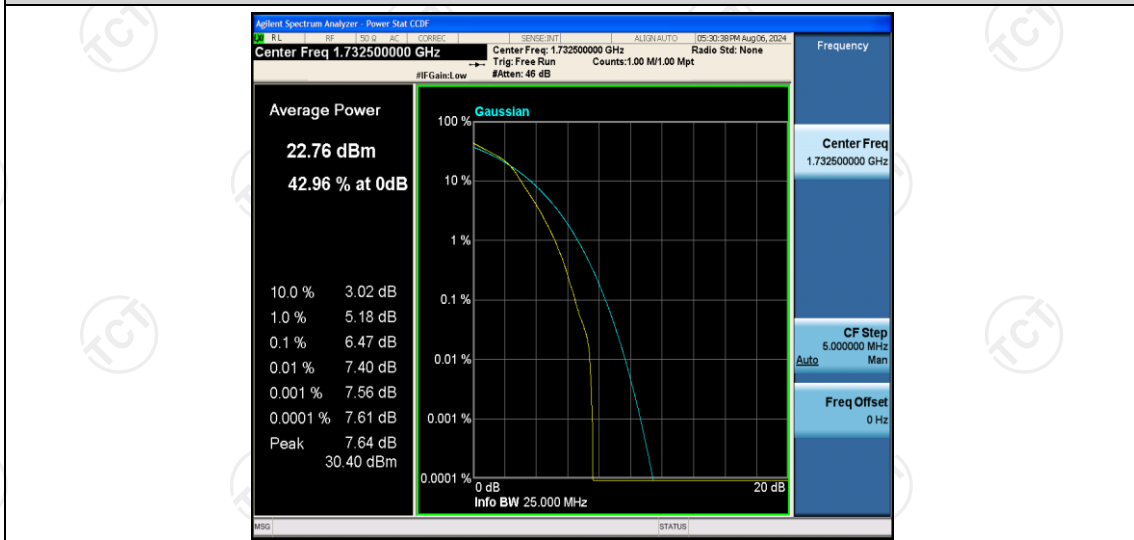 Agilent Spectrum Analyzer - Power Stat CCDF
LXI RL RF 50 Ω AC CORREC SENSE:INT ALIGN AUTO 05:30:38 PM Aug 06, 2024
Center Freq 1.732500000 GHz
Center Freq: 1.732500000 GHz Radio Std: None
Trig: Free Run Counts:1.00 M/1.00 Mpt
#IFGain:Low #Atten: 46 dB
Frequency
Average Power
22.76 dBm
42.96 % at 0dB
10.0 % 3.02 dB
1.0 % 5.18 dB
0.1 % 6.47 dB
0.01 % 7.40 dB
0.001 % 7.56 dB
0.0001 % 7.61 dB
Peak 7.64 dB
30.40 dBm
Gaussian
100 %
10 %
1 %
0.1 %
0.01 %
0.001 %
0.0001 %
0 dB 20 dB
Info BW 25.000 MHz
Center Freq
1.732500000 GHz
CF Step
5.000000 MHz
Auto Man
Freq Offset
0 Hz
MSG STATUS
TCT
TCT
TCT
TCT